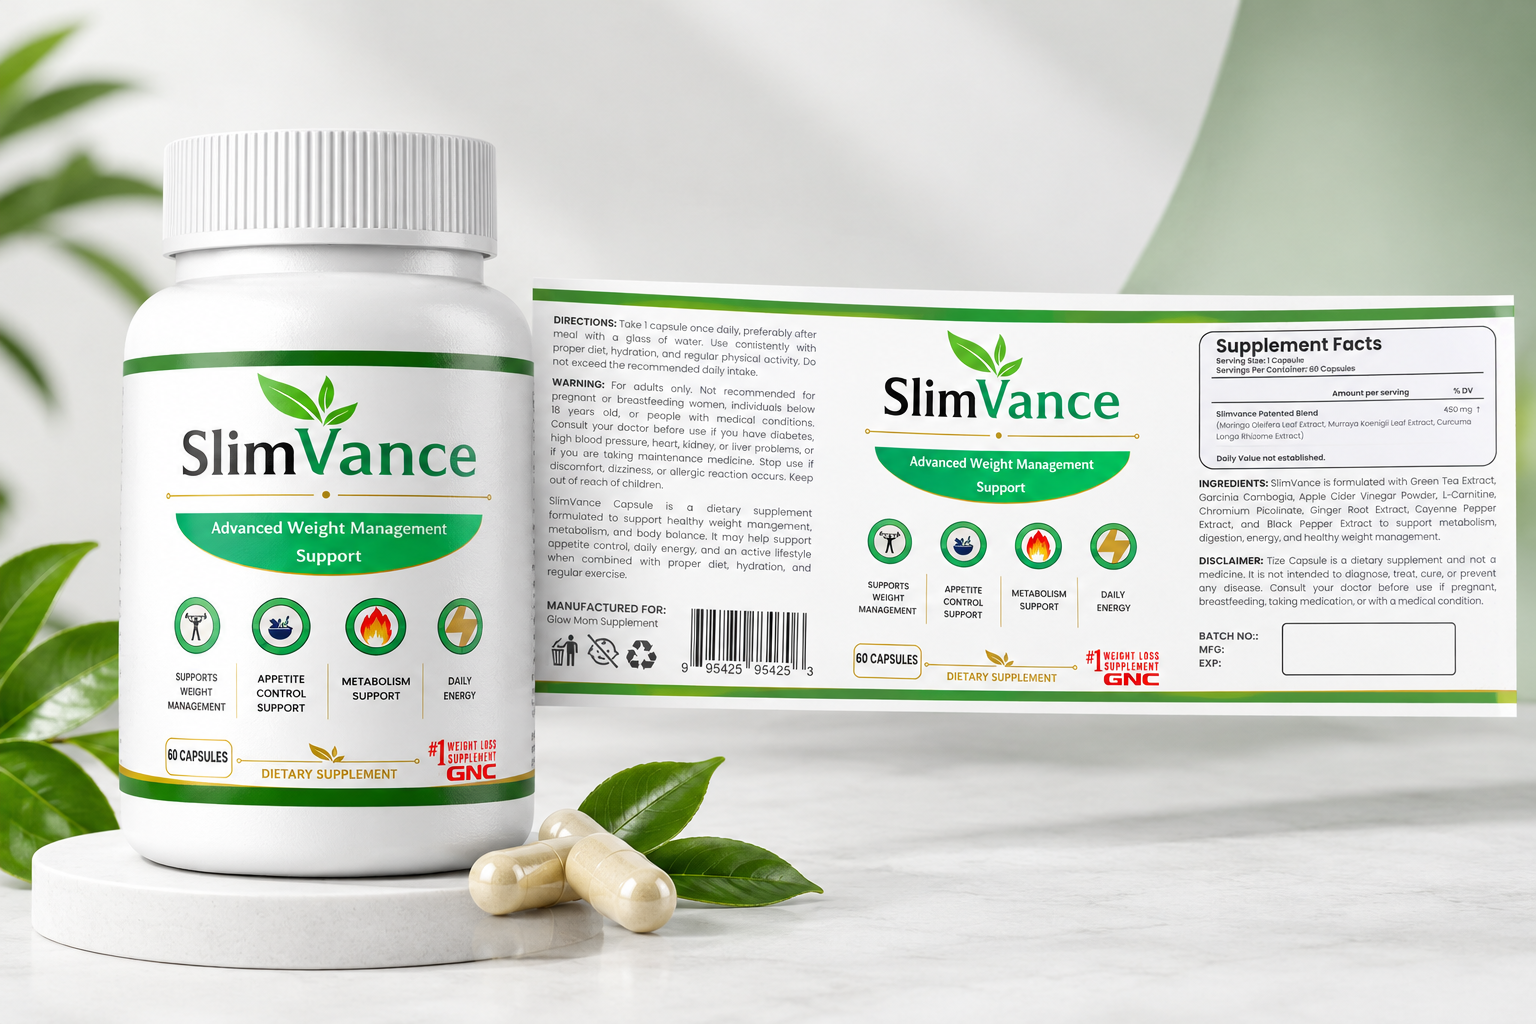 SlimVance
Advanced Weight Management
Support
SUPPORTS
WEIGHT
MANAGEMENT
APPETITE
CONTROL
SUPPORT
METABOLISM
SUPPORT
DAILY
ENERGY
60 CAPSULES
DIETARY SUPPLEMENT
#1 WEIGHT LOSS
SUPPLEMENT
GNC
DIRECTIONS: Take 1 capsule once daily, preferably after
meal with a glass of water. Use consistently with
proper diet, hydration, and regular physical activity. Do
not exceed the recommended daily intake.
WARNING: For adults only. Not recommended for
pregnant or breastfeeding women, individuals below
18 years old, or people with medical conditions.
Consult your doctor before use if you have diabetes,
high blood pressure, heart, kidney, or liver problems, or
if you are taking maintenance medicine. Stop use if
discomfort, dizziness, or allergic reaction occurs. Keep
out of reach of children.
SlimVance Capsule is a dietary supplement
formulated to support healthy weight management,
metabolism, and body balance. It may help support
appetite control, daily energy, and an active lifestyle
when combined with proper diet, hydration, and
regular exercise.
MANUFACTURED FOR:
Glow Mom Supplement
9 95425 95425 3
SlimVance
Advanced Weight Management
Support
SUPPORTS
WEIGHT
MANAGEMENT
APPETITE
CONTROL
SUPPORT
METABOLISM
SUPPORT
DAILY
ENERGY
60 CAPSULES
DIETARY SUPPLEMENT
#1 WEIGHT LOSS
SUPPLEMENT
GNC
Supplement Facts
Serving Size: 1 Capsule
Servings Per Container: 60 Capsules
Amount per serving % DV
Slimvance Patented Blend 450 mg †
(Moringa Oleifera Leaf Extract, Murraya Koenigii Leaf Extract, Curcuma
Longa Rhizome Extract)
Daily Value not established.
INGREDIENTS: SlimVance is formulated with Green Tea Extract,
Garcinia Cambogia, Apple Cider Vinegar Powder, L-Carnitine,
Chromium Picolinate, Ginger Root Extract, Cayenne Pepper
Extract, and Black Pepper Extract to support metabolism,
digestion, energy, and healthy weight management.
DISCLAIMER: Tize Capsule is a dietary supplement and not a
medicine. It is not intended to diagnose, treat, cure, or prevent
any disease. Consult your doctor before use if pregnant,
breastfeeding, taking medication, or with a medical condition.
BATCH NO::
MFG:
EXP: